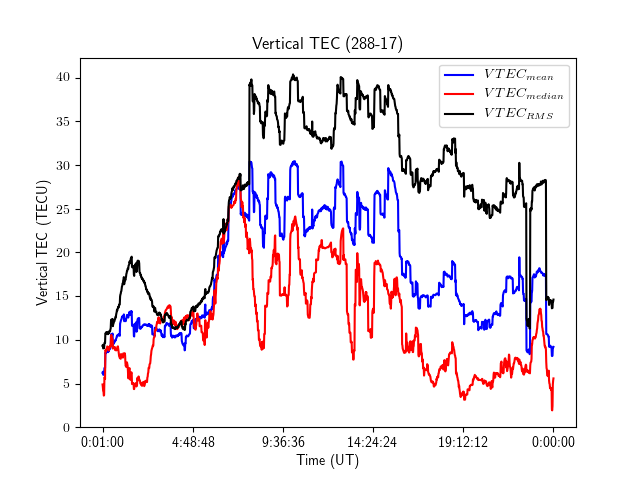 Vertical TEC (288-17)
VTEC_mean
VTEC_median
VTEC_RMS
Vertical TEC (TECU)
40
35
30
25
20
15
10
5
0
0:01:00 4:48:48 9:36:36 14:24:24 19:12:12 0:00:00
Time (UT)